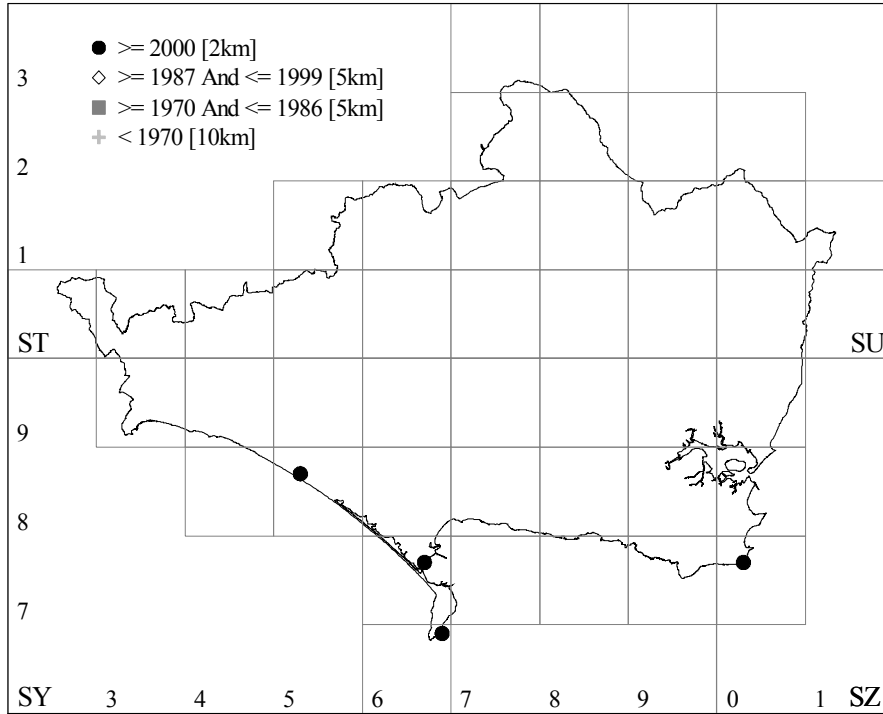 >= 2000 [2km]
>= 1987 And <= 1999 [5km]
>= 1970 And <= 1986 [5km]
< 1970 [10km]
3
2
1
ST SU
9
8
7
SY 3 4 5 6 7 8 9 0 1 SZ